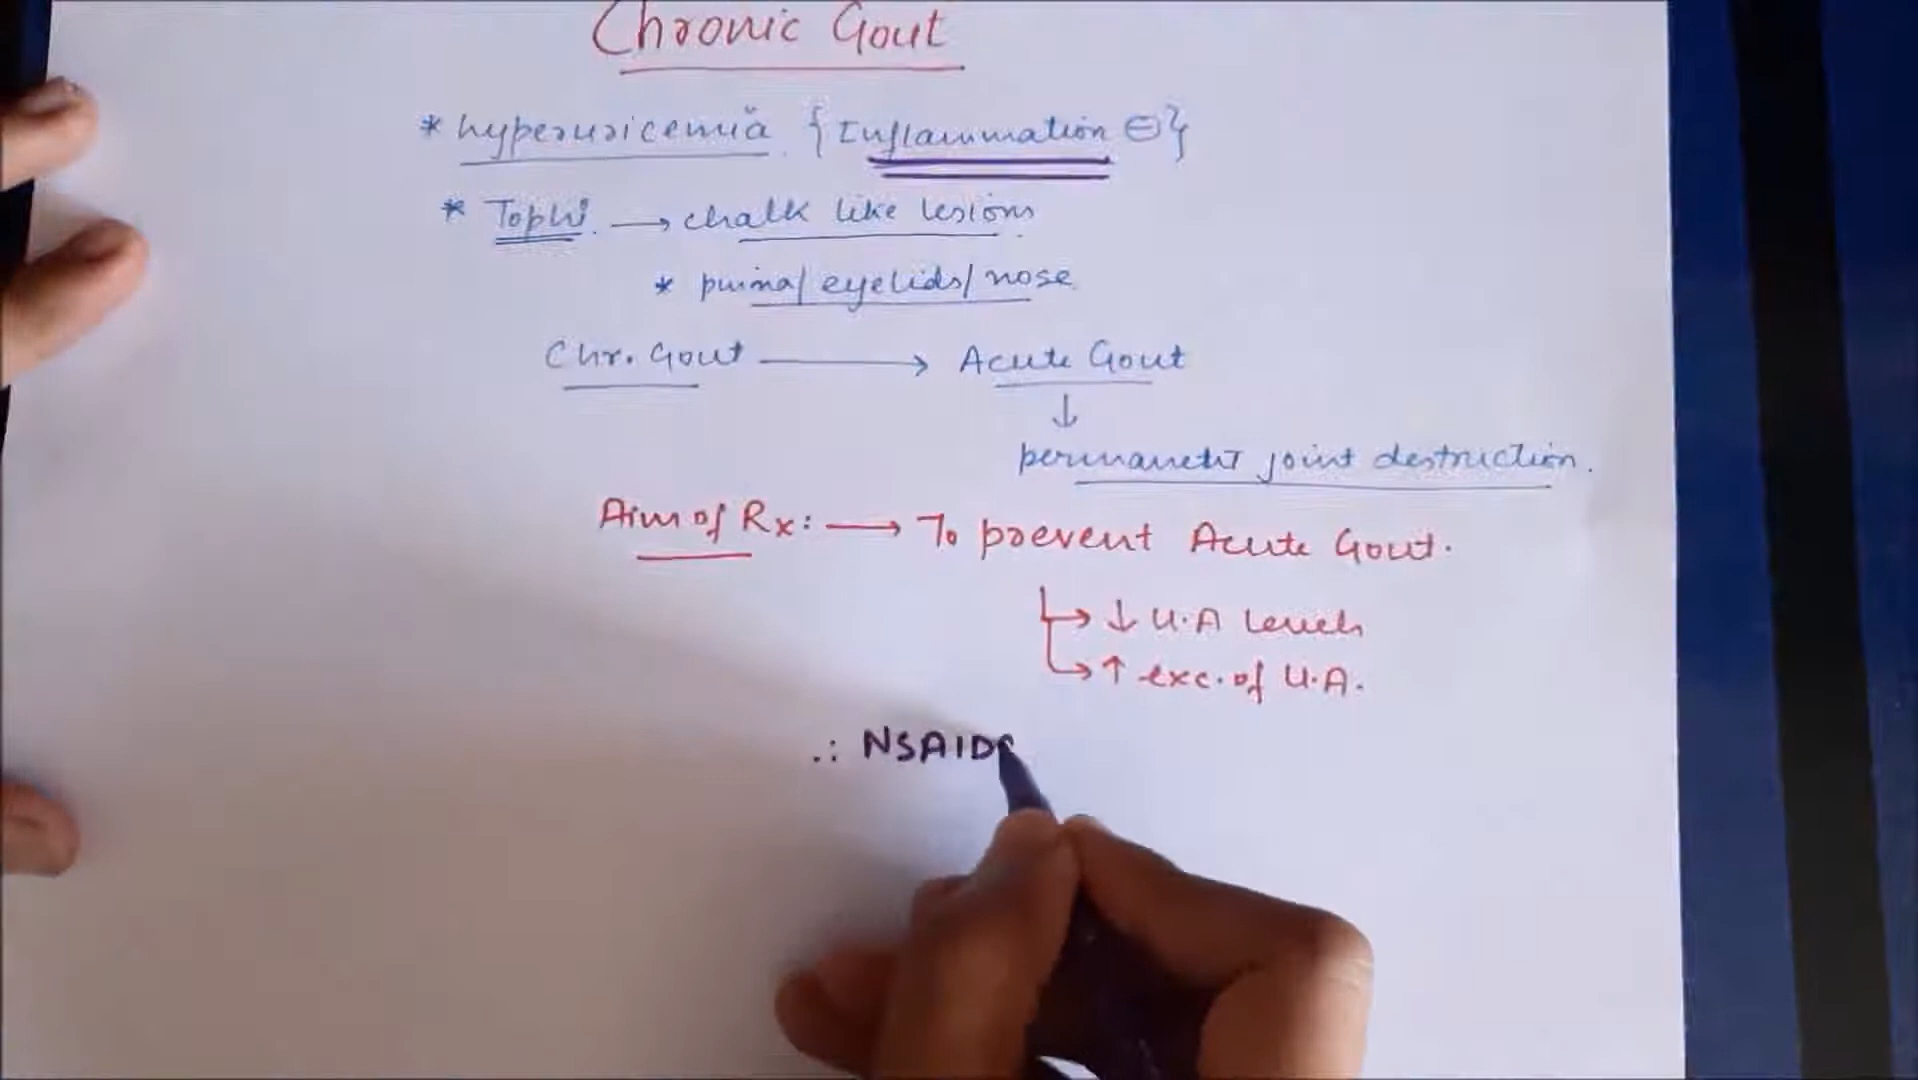 Chronic Gout
* hyperuricemia {Inflammation ⊖}
* Tophi. → chalk like lesions
* pinna/eyelids/nose
Chr. Gout → Acute Gout
↓
permanent joint destruction.
Aim of Rx: → To prevent Acute Gout.
→ ↓ U.A levels
→ ↑ exc. of U.A.
∴ NSAIDs